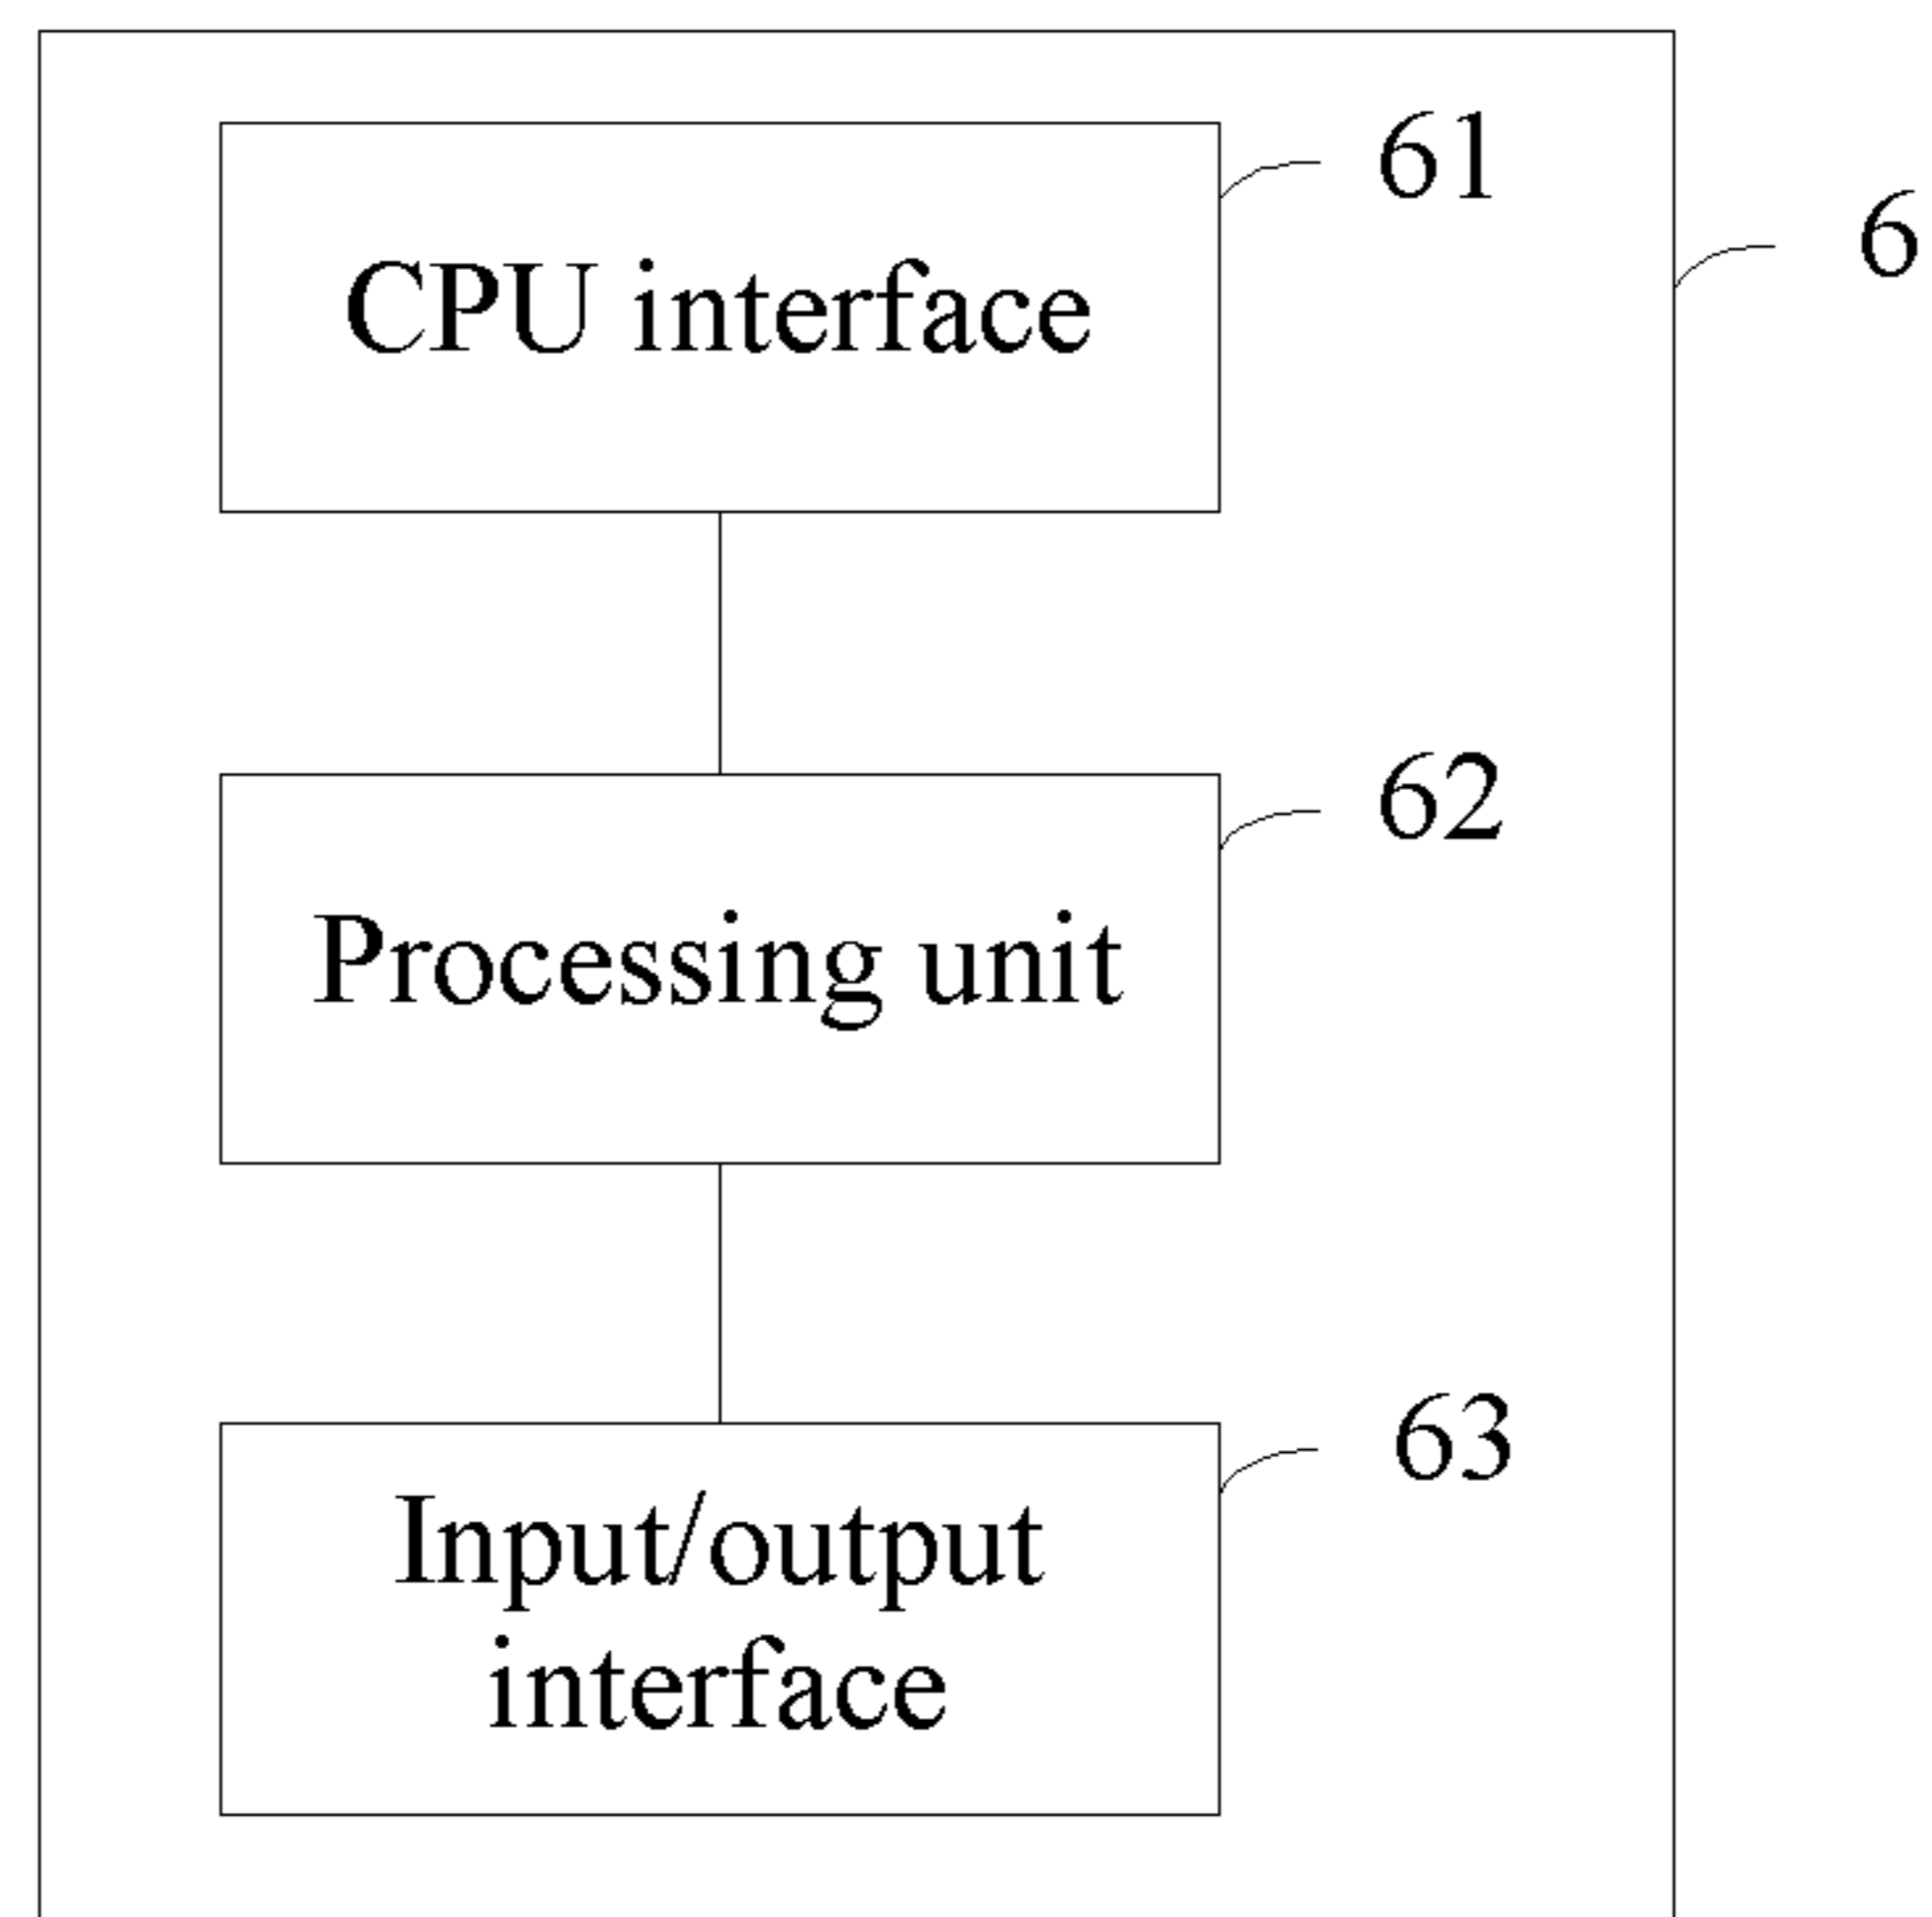 61
6
CPU interface
62
Processing unit
63
Input/output
interface